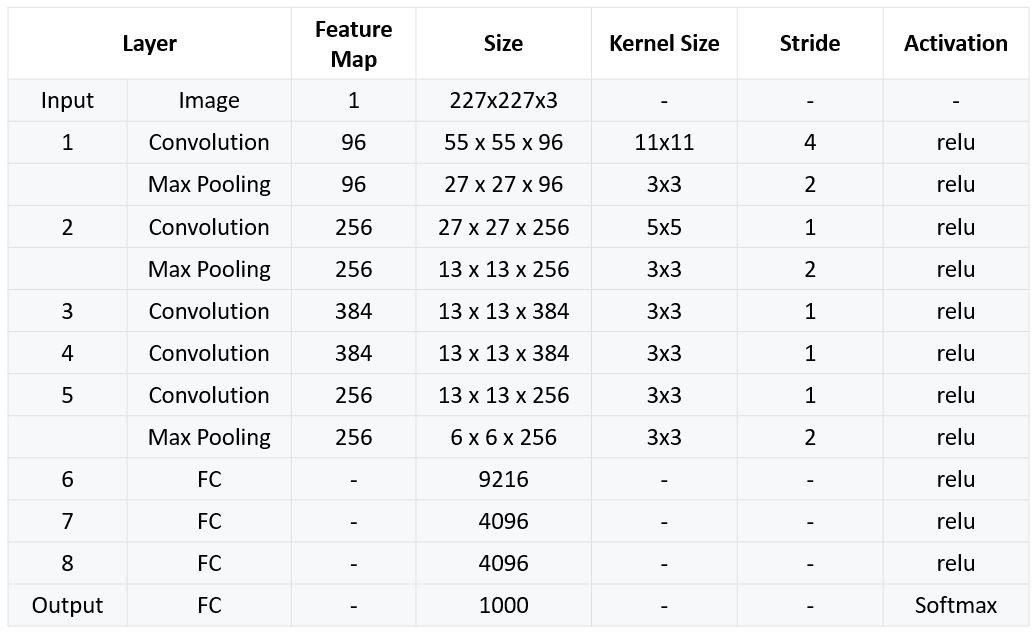 Layer Feature Map Size Kernel Size Stride Activation
Input Image 1 227x227x3 - - -
1 Convolution 96 55 x 55 x 96 11x11 4 relu
Max Pooling 96 27 x 27 x 96 3x3 2 relu
2 Convolution 256 27 x 27 x 256 5x5 1 relu
Max Pooling 256 13 x 13 x 256 3x3 2 relu
3 Convolution 384 13 x 13 x 384 3x3 1 relu
4 Convolution 384 13 x 13 x 384 3x3 1 relu
5 Convolution 256 13 x 13 x 256 3x3 1 relu
Max Pooling 256 6 x 6 x 256 3x3 2 relu
6 FC - 9216 - - relu
7 FC - 4096 - - relu
8 FC - 4096 - - relu
Output FC - 1000 - - Softmax